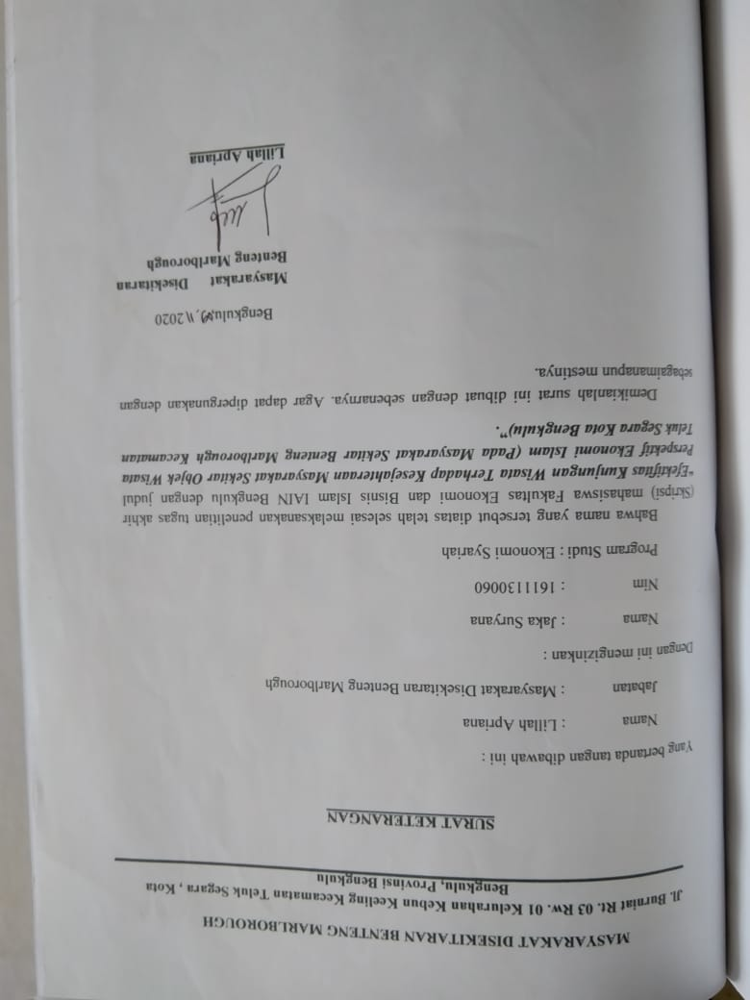 MASYARAKAT DISEKITARAN BENTENG MARLBOROUGH
Jl. Burniat Rt. 03 Rw. 01 Kelurahan Kebun Keeling Kecamatan Teluk Segara , Kota
Bengkulu, Provinsi Bengkulu
SURAT KETERANGAN
Yang bertanda tangan dibawah ini :
Nama : Lillah Apriana
Jabatan : Masyarakat Disekitaran Benteng Marlborough
Dengan ini mengizinkan :
Nama : Jaka Suryana
Nim : 1611130060
Program Studi : Ekonomi Syariah
Bahwa nama yang tersebut diatas telah selesai melaksanakan penelitian tugas akhir
(Skripsi) mahasiswa Fakultas Ekonomi dan Bisnis Islam IAIN Bengkulu dengan judul
"Efektifitas Kunjungan Wisata Terhadap Kesejahteraan Masyarakat Sekitar Objek Wisata
Perspektif Ekonomi Islam (Pada Masyarakat Sekitar Benteng Marlborough Kecamatan
Teluk Segara Kota Bengkulu)".
Demikianlah surat ini dibuat dengan sebenarnya. Agar dapat dipergunakan dengan
sebagaimanapun mestinya.
Bengkulu, 11 2020
Masyarakat Disekitaran
Benteng Marlborough
Lillah Apriana